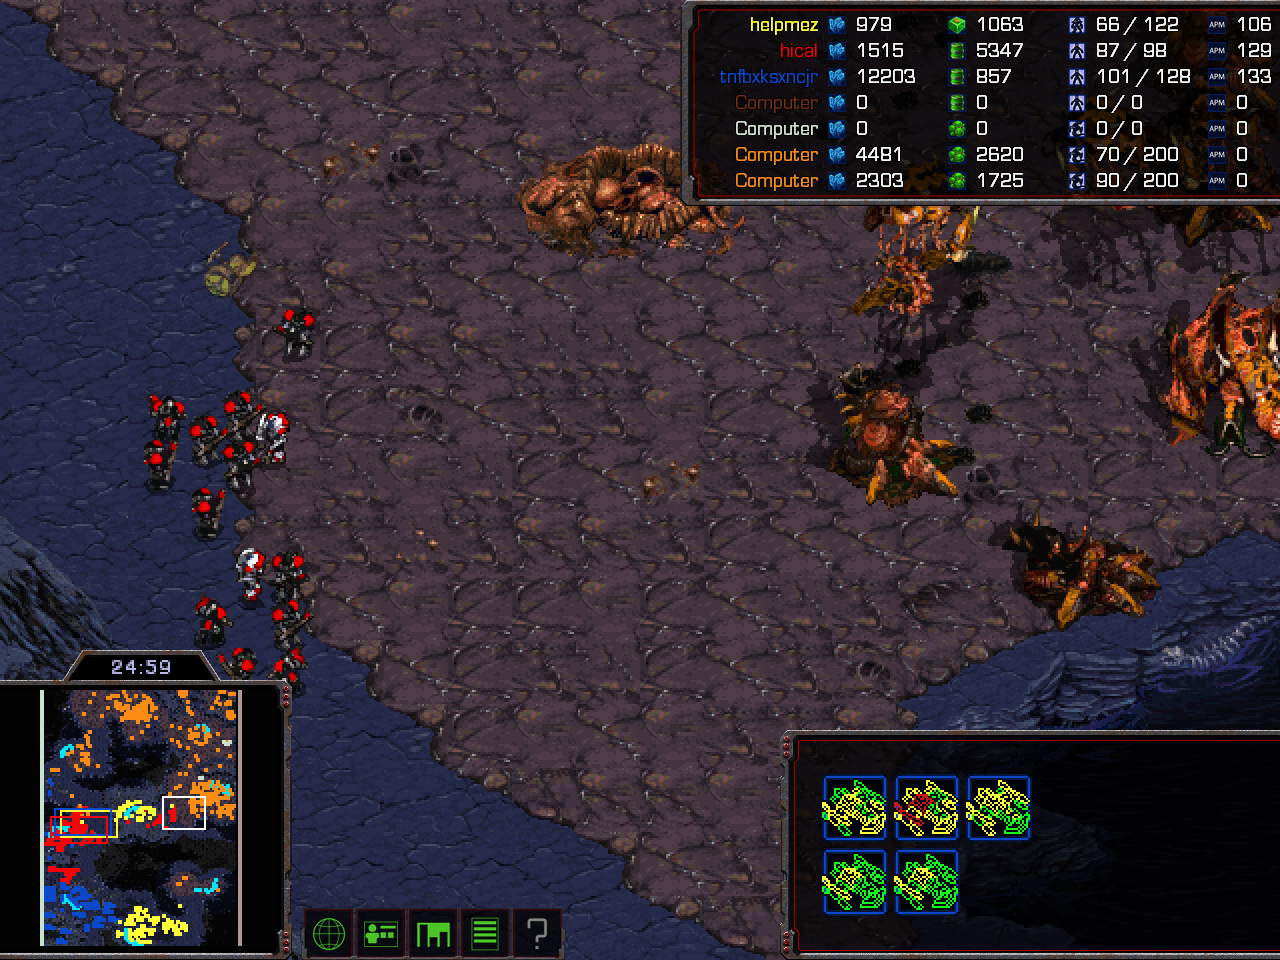 helpmez 979 1063 66 / 122 APM 106
hical 1515 5347 87 / 98 APM 129
tnfbxksxncjr 12203 857 101 / 128 APM 133
Computer 0 0 0 / 0 APM 0
Computer 0 0 0 / 0 APM 0
Computer 4481 2620 70 / 200 APM 0
Computer 2303 1725 90 / 200 APM 0
24:59
?